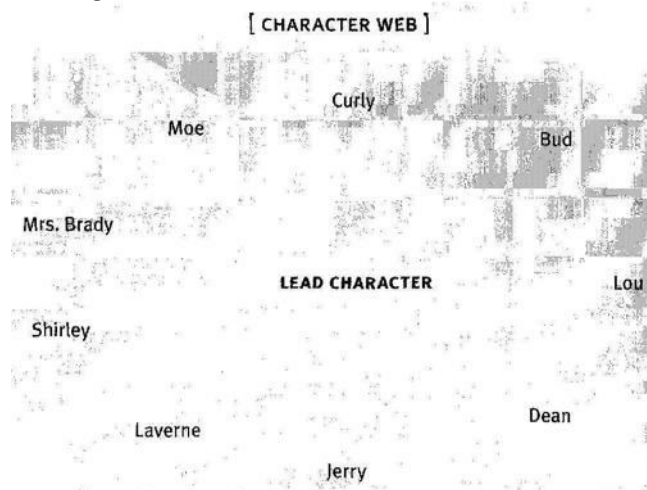 [ CHARACTER WEB ]
Curly
Moe
Bud
Mrs. Brady
LEAD CHARACTER
Lou
Shirley
Dean
Laverne
Jerry